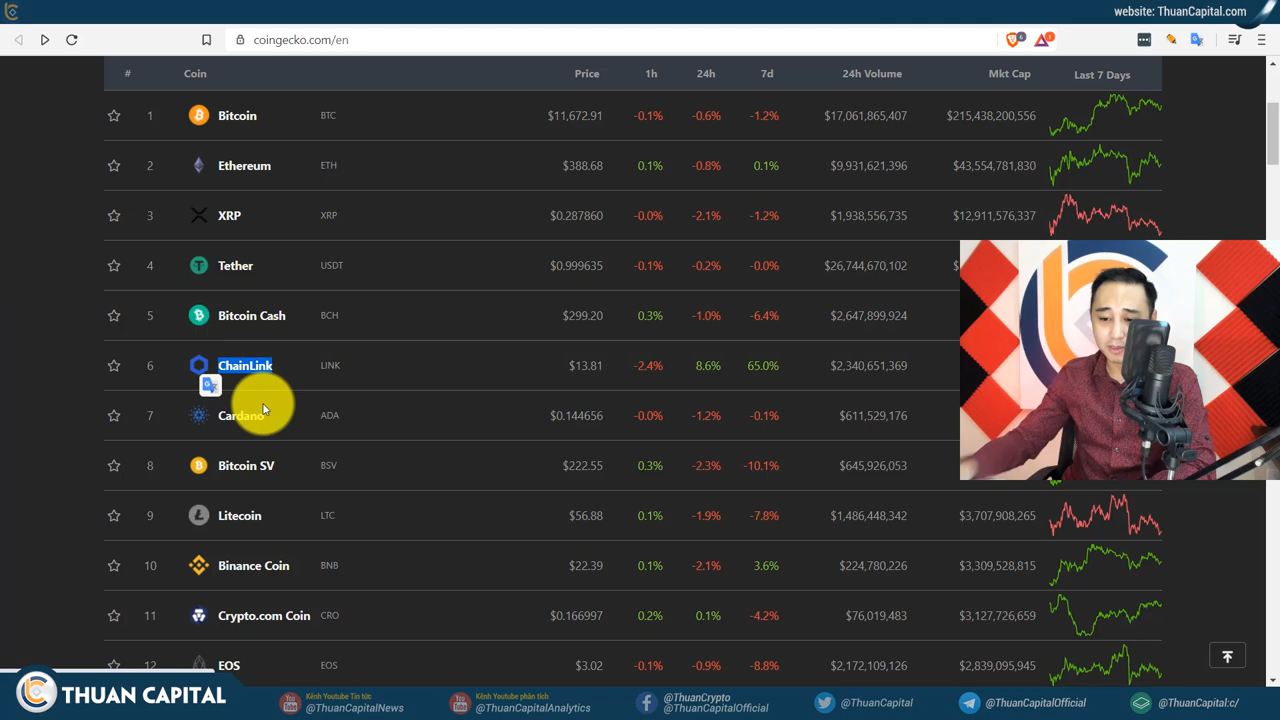 website: ThuanCapital.com
coingecko.com/en
6
1
# Coin Price 1h 24h 7d 24h Volume Mkt Cap Last 7 Days
1 Bitcoin BTC $11,672.91 -0.1% -0.6% -1.2% $17,061,865,407 $215,438,200,556
2 Ethereum ETH $388.68 0.1% -0.8% 0.1% $9,931,621,396 $43,554,781,830
3 XRP XRP $0.287860 -0.0% -2.1% -1.2% $1,938,556,735 $12,911,576,337
4 Tether USDT $0.999635 -0.1% -0.2% -0.0% $26,744,670,102 $
5 Bitcoin Cash BCH $299.20 0.3% -1.0% -6.4% $2,647,899,924
6 ChainLink LINK $13.81 -2.4% 8.6% 65.0% $2,340,651,369
7 Cardano ADA $0.144656 -0.0% -1.2% -0.1% $611,529,176
8 Bitcoin SV BSV $222.55 0.3% -2.3% -10.1% $645,926,053
9 Litecoin LTC $56.88 0.1% -1.9% -7.8% $1,486,448,342 $3,707,908,265
10 Binance Coin BNB $22.39 0.1% -2.1% 3.6% $224,780,226 $3,309,528,815
11 Crypto.com Coin CRO $0.166997 0.2% 0.1% -4.2% $76,019,483 $3,127,726,659
12 EOS EOS $3.02 -0.1% -0.9% -8.8% $2,172,109,126 $2,839,095,945
THUAN CAPITAL
Kênh Youtube Tin tức
@ThuanCapitalNews
Kênh Youtube phân tích
@ThuanCapitalAnalytics
@ThuanCrypto
@ThuanCapitalOfficial
@ThuanCapital
@ThuanCapitalOfficial
@ThuanCapital:c/